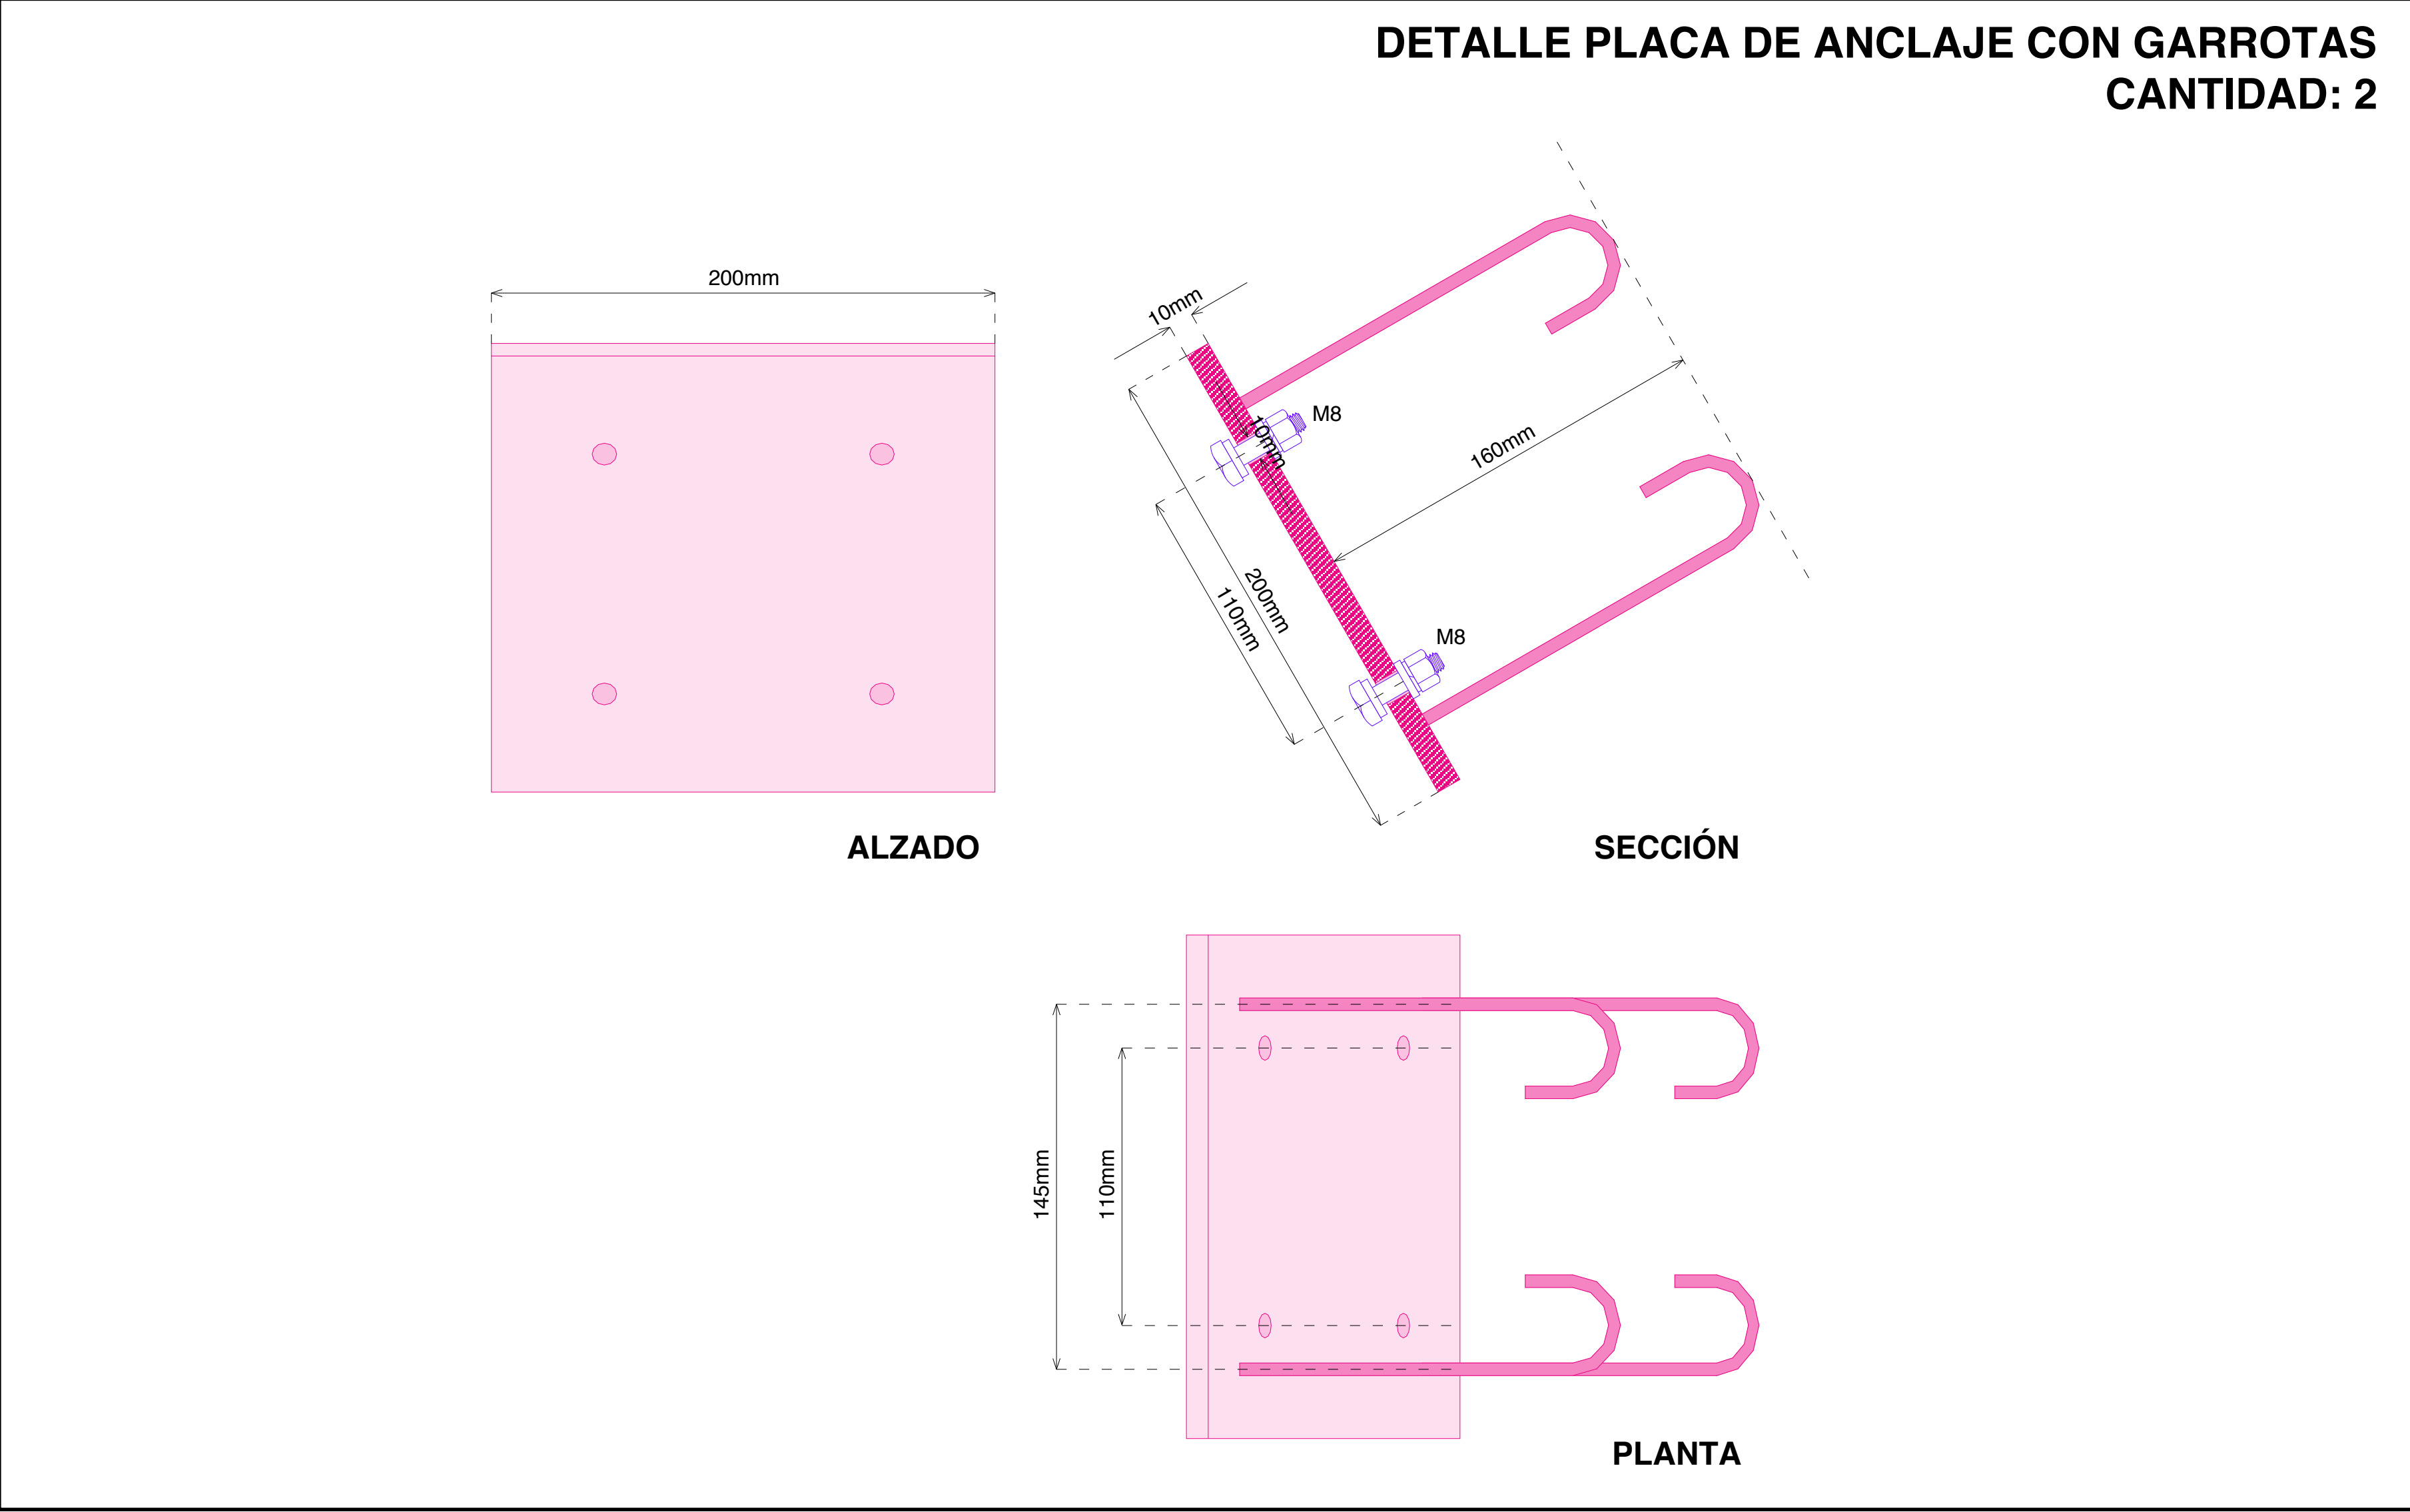 DETALLE PLACA DE ANCLAJE CON GARROTAS
CANTIDAD: 2
200mm
10mm
M8
10mm
160mm
200mm
110mm
M8
ALZADO
SECCIÓN
145mm
110mm
PLANTA